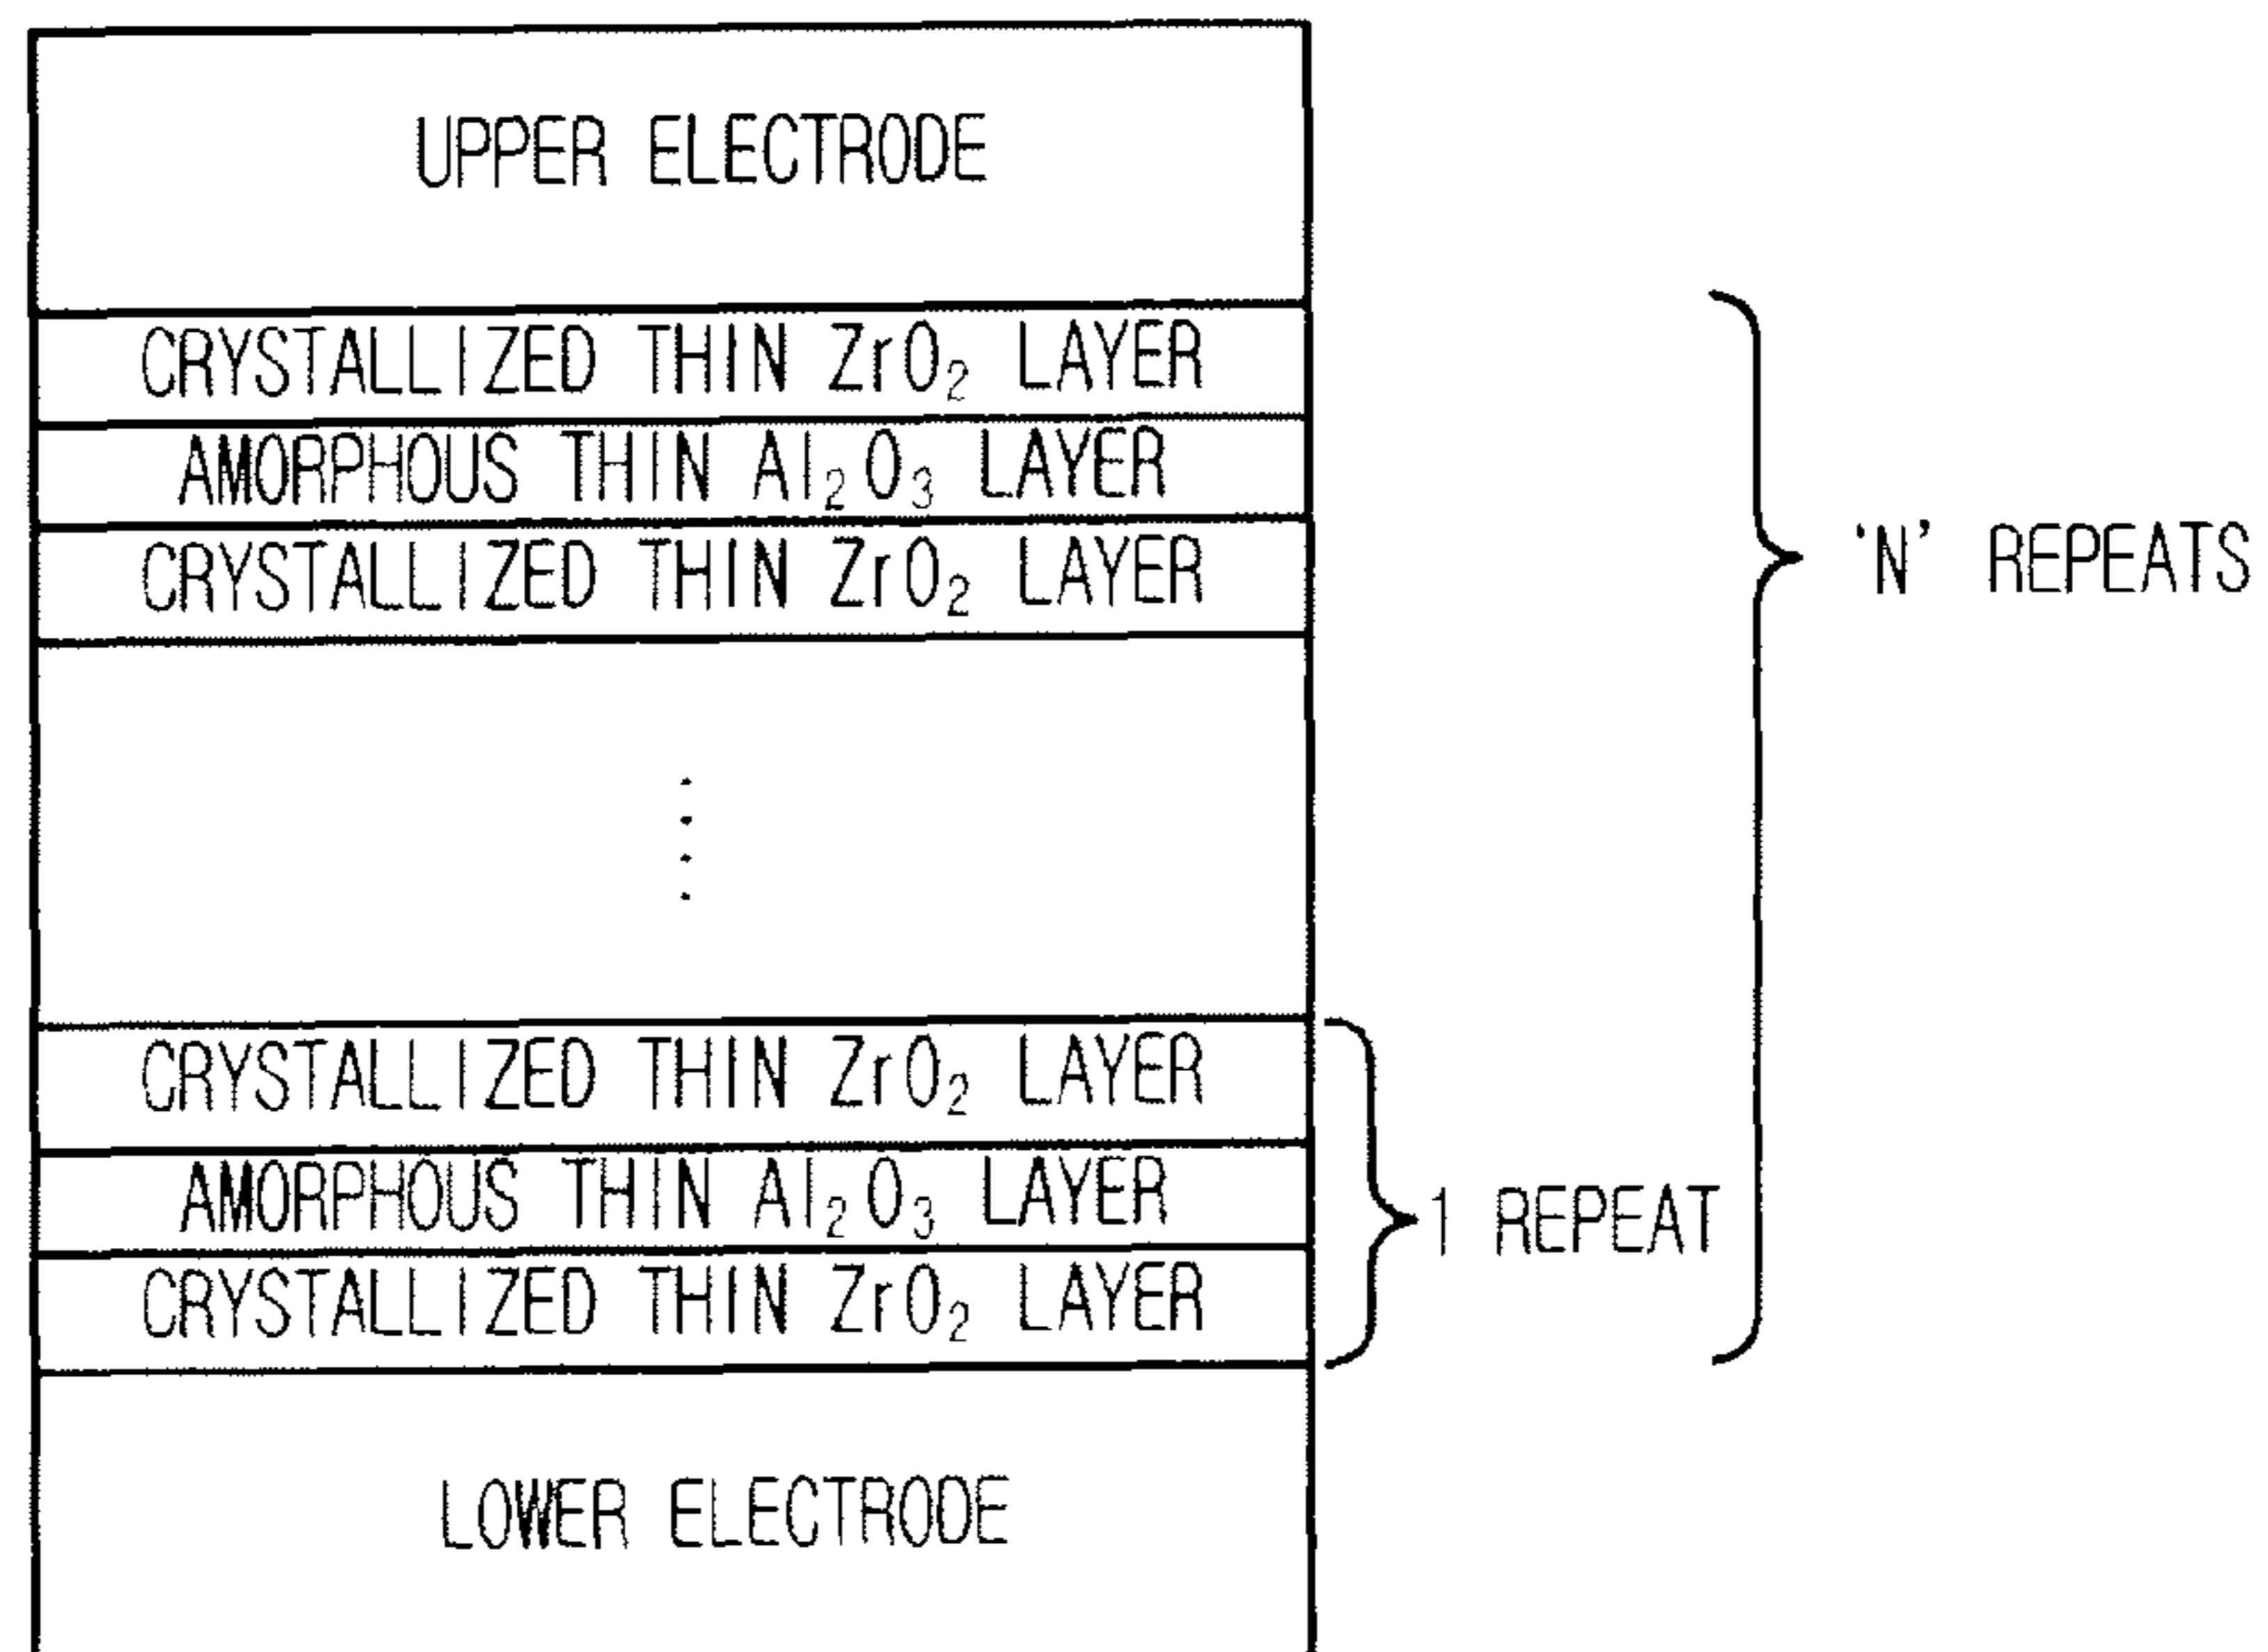 UPPER ELECTRODE
CRYSTALLIZED THIN ZrO₂ LAYER
AMORPHOUS THIN Al₂O₃ LAYER
CRYSTALLIZED THIN ZrO₂ LAYER
'N' REPEATS
CRYSTALLIZED THIN ZrO₂ LAYER
AMORPHOUS THIN Al₂O₃ LAYER
1 REPEAT
CRYSTALLIZED THIN ZrO₂ LAYER
LOWER ELECTRODE